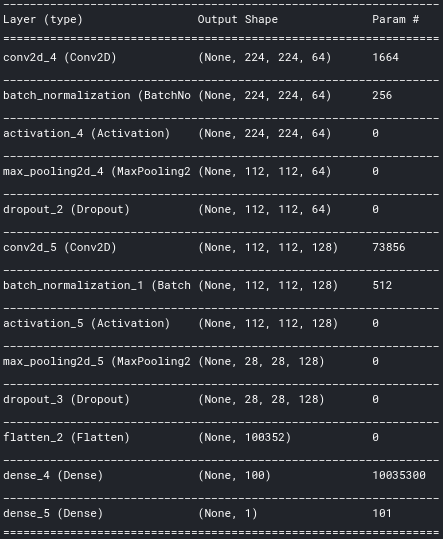 Layer (type) Output Shape Param #
conv2d_4 (Conv2D) (None, 224, 224, 64) 1664
batch_normalization (BatchNo (None, 224, 224, 64) 256
activation_4 (Activation) (None, 224, 224, 64) 0
max_pooling2d_4 (MaxPooling2 (None, 112, 112, 64) 0
dropout_2 (Dropout) (None, 112, 112, 64) 0
conv2d_5 (Conv2D) (None, 112, 112, 128) 73856
batch_normalization_1 (Batch (None, 112, 112, 128) 512
activation_5 (Activation) (None, 112, 112, 128) 0
max_pooling2d_5 (MaxPooling2 (None, 28, 28, 128) 0
dropout_3 (Dropout) (None, 28, 28, 128) 0
flatten_2 (Flatten) (None, 100352) 0
dense_4 (Dense) (None, 100) 10035300
dense_5 (Dense) (None, 1) 101